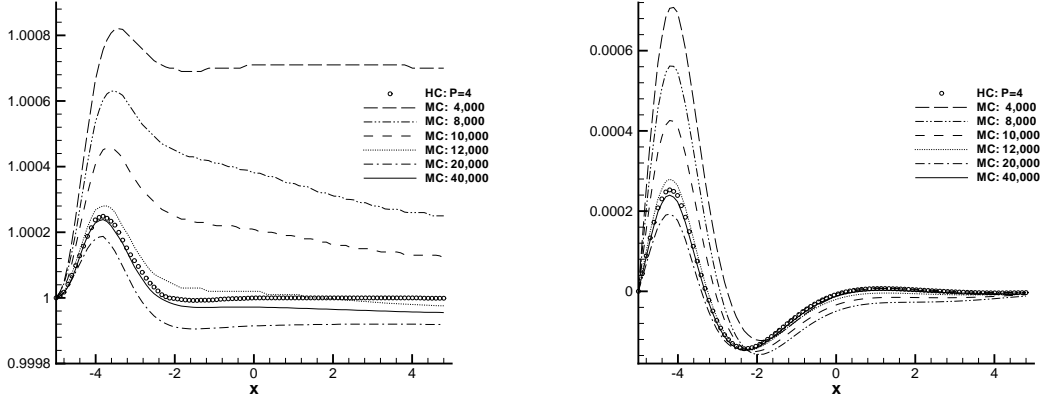 1.0008
1.0006
1.0004
1.0002
1
0.9998
-4
-2
0
2
4
x
HC: P=4
MC: 4,000
MC: 8,000
MC: 10,000
MC: 12,000
MC: 20,000
MC: 40,000
0.0006
0.0004
0.0002
0
-4
-2
0
2
4
x
HC: P=4
MC: 4,000
MC: 8,000
MC: 10,000
MC: 12,000
MC: 20,000
MC: 40,000